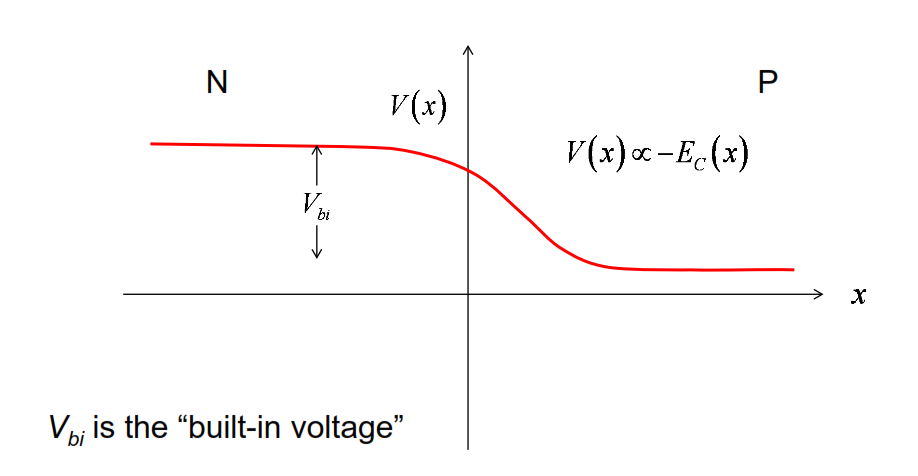 N
P
V(x)
V(x) ∝ −E_C(x)
V_bi
x
V_bi is the “built-in voltage”